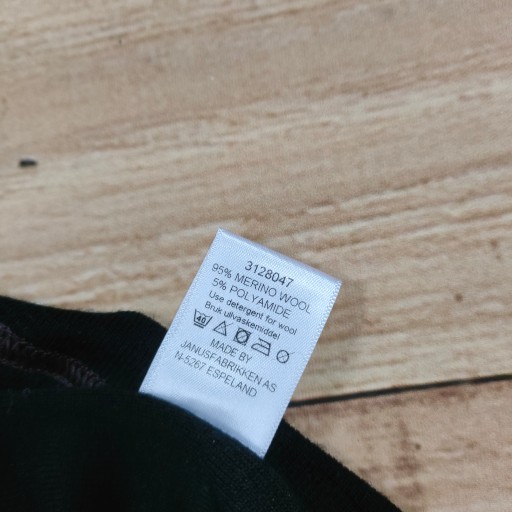 3128047
95% MERINO WOOL
5% POLYAMIDE
Use detergent for wool
Bruk ullvaskemiddel
40
MADE BY
JANUSFABRIKKEN AS
N-5267 ESPELAND